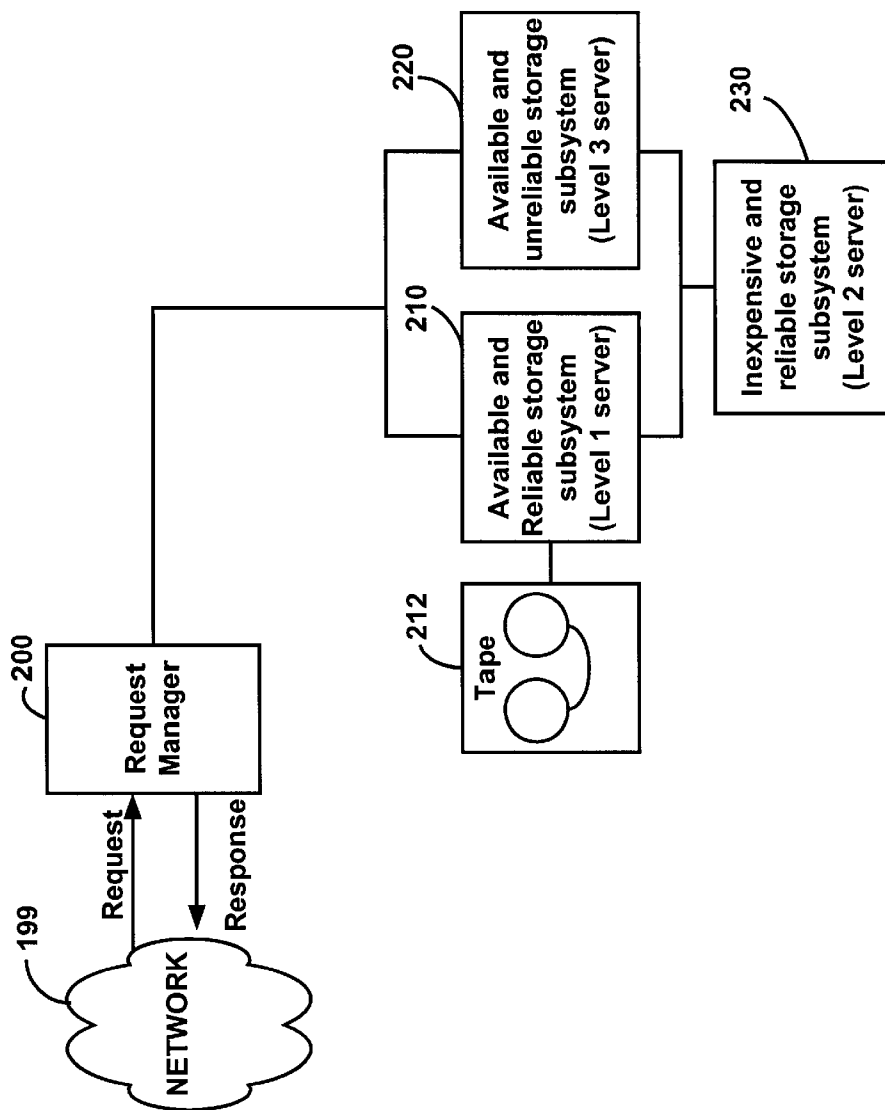 199
NETWORK
Request
Response
200
Request
Manager
212
Tape
210
Available and
Reliable storage
subsystem
(Level 1 server)
220
Available and
unreliable storage
subsystem
(Level 3 server)
230
Inexpensive and
reliable storage
subsystem
(Level 2 server)